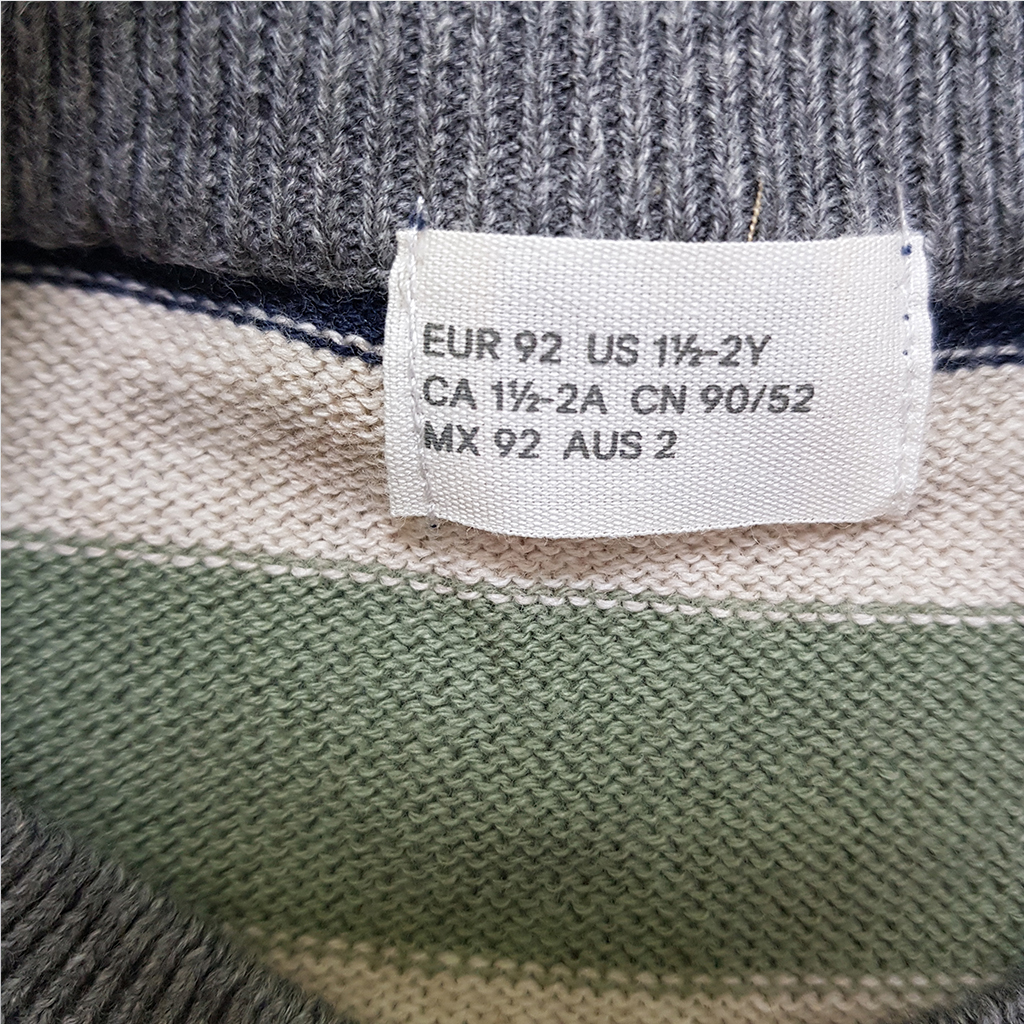 EUR 92 US 1½-2Y
CA 1½-2A CN 90/52
MX 92 AUS 2